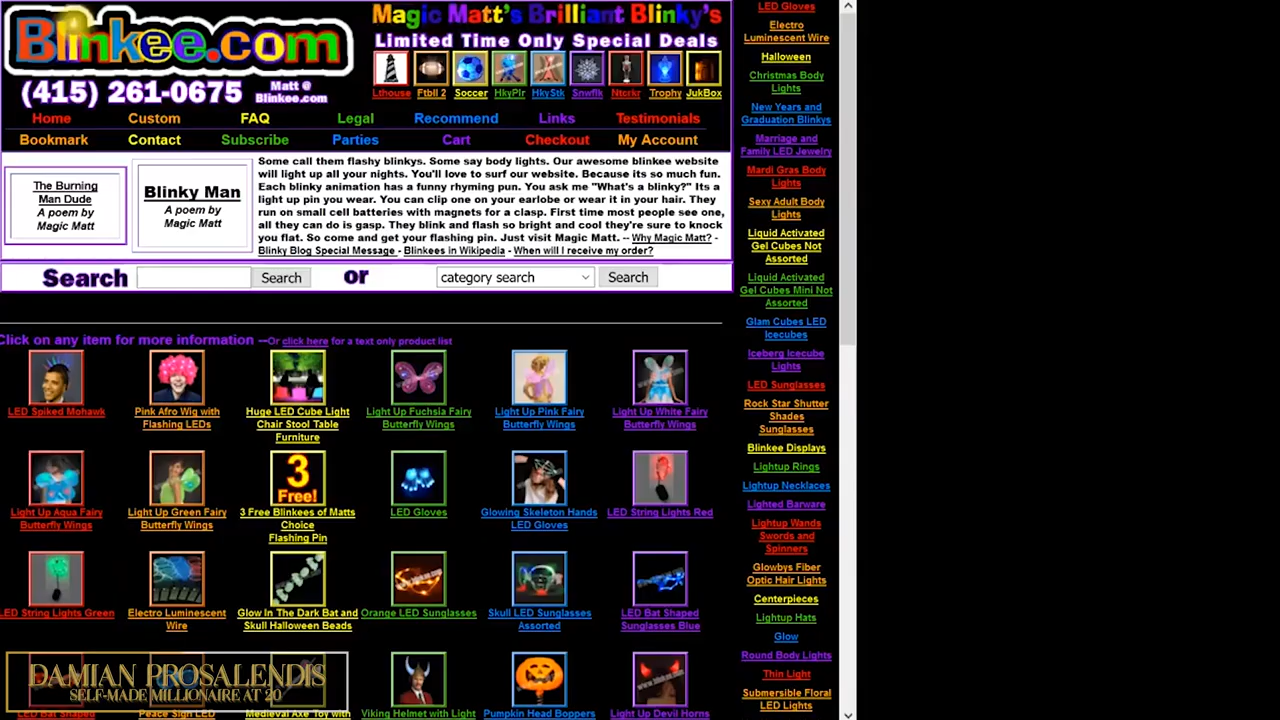 Blinkee.com
(415) 261-0675
Matt @
Blinkee.com
Magic Matt's Brilliant Blinky's
Limited Time Only Special Deals
Lthouse Ftbll 2 Soccer HkyPlr HkyStk Snwflk Ntcrkr Trophy JukBox
Home Custom FAQ Legal Recommend Links Testimonials
Bookmark Contact Subscribe Parties Cart Checkout My Account
The Burning
Man Dude
A poem by
Magic Matt
Blinky Man
A poem by
Magic Matt
Some call them flashy blinkys. Some say body lights. Our awesome blinkee website
will light up all your nights. You'll love to surf our website. Because its so much fun.
Each blinky animation has a funny rhyming pun. You ask me "What's a blinky?" Its a
light up pin you wear. You can clip one on your earlobe or wear it in your hair. They
run on small cell batteries with magnets for a clasp. First time most people see one,
all they can do is gasp. They blink and flash so bright and cool they're sure to knock
you flat. So come and get your flashing pin. Just visit Magic Matt. -- Why Magic Matt? -
Blinky Blog Special Message - Blinkees in Wikipedia - When will I receive my order?
Search Search or category search Search
Click on any item for more information --Or click here for a text only product list
LED Spiked Mohawk
Pink Afro Wig with
Flashing LEDs
Huge LED Cube Light
Chair Stool Table
Furniture
Light Up Fuchsia Fairy
Butterfly Wings
Light Up Pink Fairy
Butterfly Wings
Light Up White Fairy
Butterfly Wings
Light Up Aqua Fairy
Butterfly Wings
Light Up Green Fairy
Butterfly Wings
3
Free!
3 Free Blinkees of Matts
Choice
Flashing Pin
LED Gloves
Glowing Skeleton Hands
LED Gloves
LED String Lights Red
LED String Lights Green
Electro Luminescent
Wire
Glow In The Dark Bat and
Skull Halloween Beads
Orange LED Sunglasses
Skull LED Sunglasses
Assorted
LED Bat Shaped
Sunglasses Blue
LED Bat Shaped
Peace Sign LED
Medieval Axe Toy with
Viking Helmet with Light
Pumpkin Head Boppers
Light Up Devil Horns
DAMIAN PROSALENDIS
SELF-MADE MILLIONAIRE AT 20
LED Gloves
Electro
Luminescent Wire
Halloween
Christmas Body
Lights
New Years and
Graduation Blinkys
Marriage and
Family LED Jewelry
Mardi Gras Body
Lights
Sexy Adult Body
Lights
Liquid Activated
Gel Cubes Not
Assorted
Liquid Activated
Gel Cubes Mini Not
Assorted
Glam Cubes LED
Icecubes
Iceberg Icecube
Lights
LED Sunglasses
Rock Star Shutter
Shades
Sunglasses
Blinkee Displays
Lightup Rings
Lightup Necklaces
Lighted Barware
Lightup Wands
Swords and
Spinners
Glowbys Fiber
Optic Hair Lights
Centerpieces
Lightup Hats
Glow
Round Body Lights
Thin Light
Submersible Floral
LED Lights